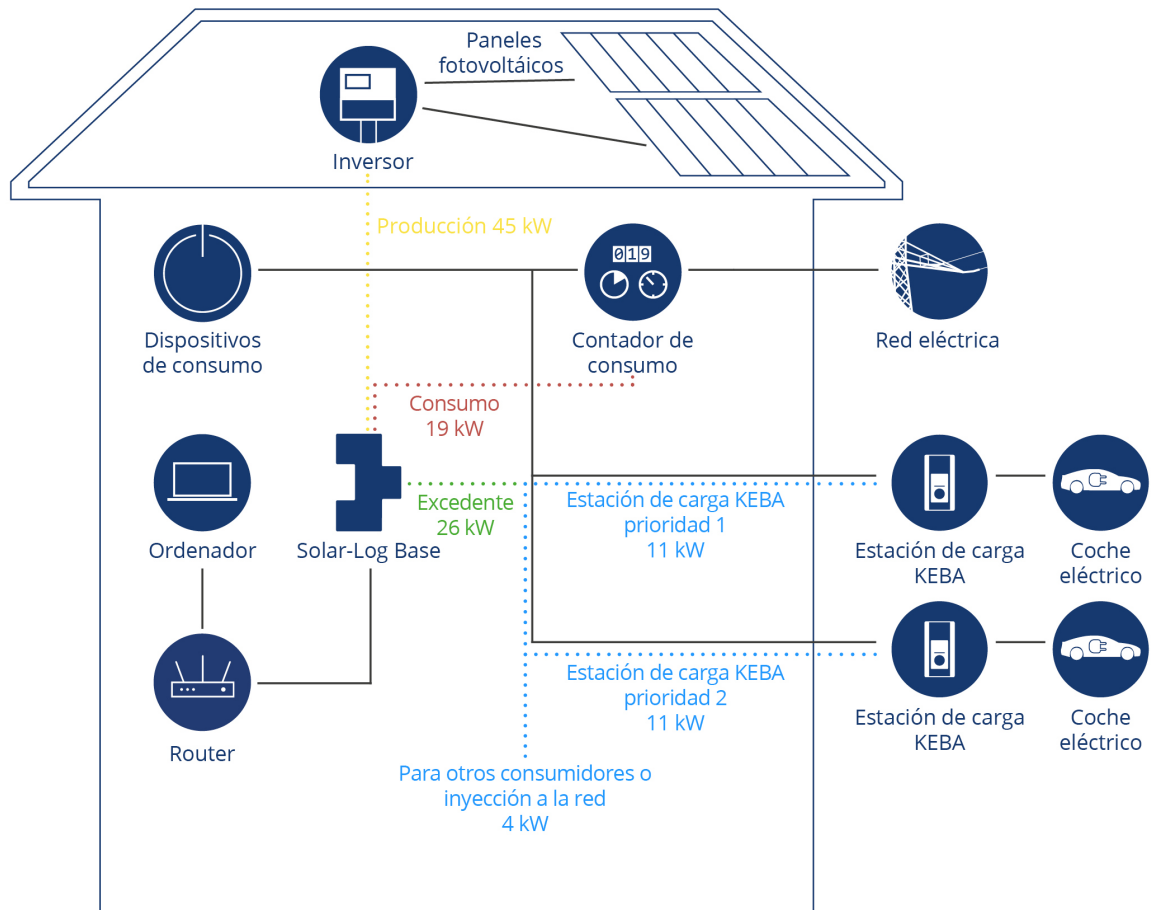 Paneles
fotovoltáicos
Inversor
Producción 45 kW
019
Dispositivos
de consumo
Contador de
consumo
Red eléctrica
Consumo
19 kW
Excedente
26 kW
Estación de carga KEBA
prioridad 1
11 kW
Ordenador
Solar-Log Base
Estación de carga
KEBA
Coche
eléctrico
Estación de carga KEBA
prioridad 2
11 kW
Estación de carga
KEBA
Coche
eléctrico
Router
Para otros consumidores o
inyección a la red
4 kW